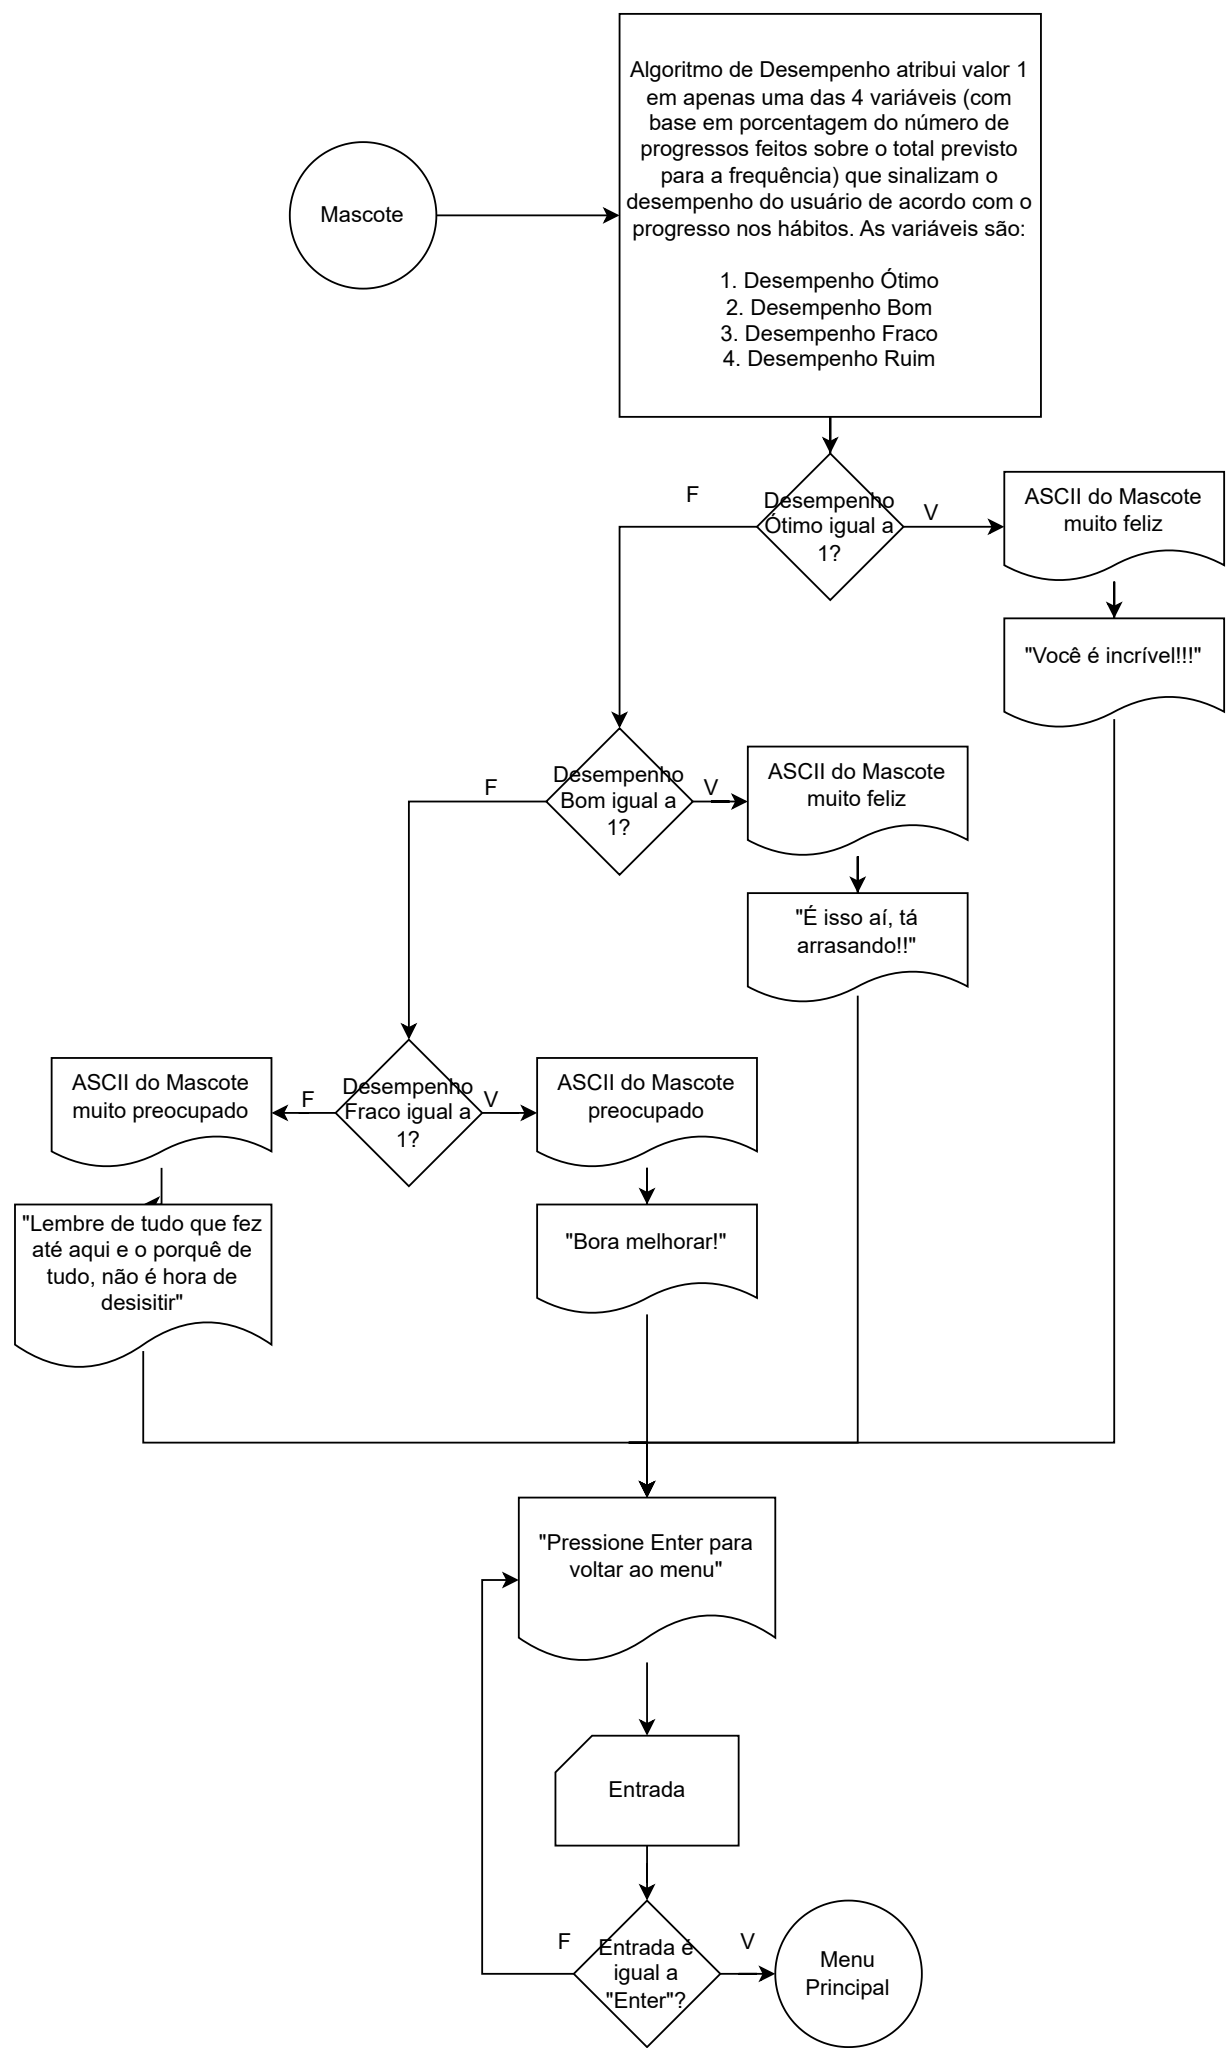 Algoritmo de Desempenho atribui valor 1
em apenas uma das 4 variáveis (com
base em porcentagem do número de
progressos feitos sobre o total previsto
para a frequência) que sinalizam o
desempenho do usuário de acordo com o
progresso nos hábitos. As variáveis são:
1. Desempenho Ótimo
2. Desempenho Bom
3. Desempenho Fraco
4. Desempenho Ruim
Mascote
F
Desempenho
Ótimo igual a
1?
V
ASCII do Mascote
muito feliz
"Você é incrível!!!"
F
Desempenho
Bom igual a
1?
V
ASCII do Mascote
muito feliz
"É isso aí, tá
arrasando!!"
ASCII do Mascote
muito preocupado
F
Desempenho
Fraco igual a
1?
V
ASCII do Mascote
preocupado
"Lembre de tudo que fez
até aqui e o porquê de
tudo, não é hora de
desisitir"
"Bora melhorar!"
"Pressione Enter para
voltar ao menu"
Entrada
F
Entrada é
igual a
"Enter"?
V
Menu
Principal